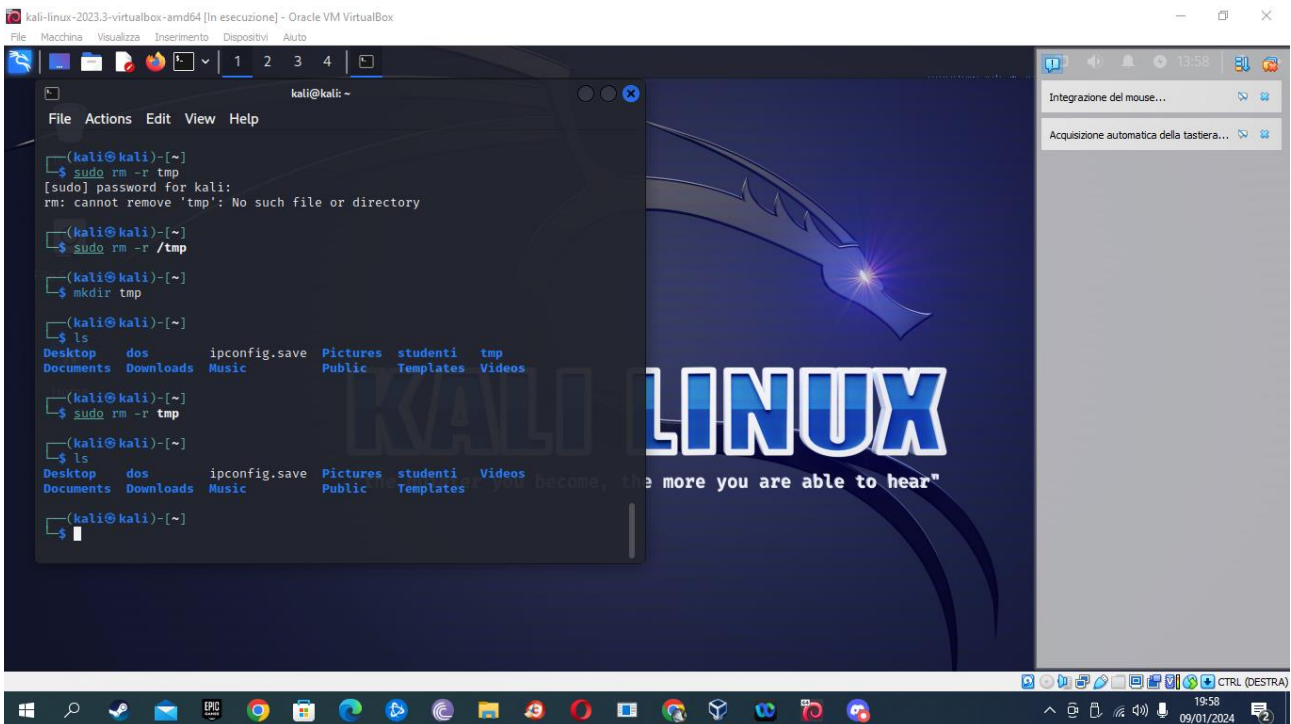 kali-linux-2023.3-virtualbox-amd64 [In esecuzione] - Oracle VM VirtualBox
File Macchina Visualizza Inserimento Dispositivi Aiuto
1 2 3 4
13:58
kali@kali: ~
File Actions Edit View Help
Integrazione del mouse...
Acquisizione automatica della tastiera...
┌──(kali㉿kali)-[~]
└─$ sudo rm -r tmp
[sudo] password for kali:
rm: cannot remove 'tmp': No such file or directory
┌──(kali㉿kali)-[~]
└─$ sudo rm -r /tmp
┌──(kali㉿kali)-[~]
└─$ mkdir tmp
┌──(kali㉿kali)-[~]
└─$ ls
Desktop dos ipconfig.save Pictures studenti tmp
Documents Downloads Music Public Templates Videos
┌──(kali㉿kali)-[~]
└─$ sudo rm -r tmp
┌──(kali㉿kali)-[~]
└─$ ls
Desktop dos ipconfig.save Pictures studenti Videos
Documents Downloads Music Public Templates
┌──(kali㉿kali)-[~]
└─$
KALI LINUX
become, the more you are able to hear"
CTRL (DESTRA)
EPIC GAMES
19:58
09/01/2024
2